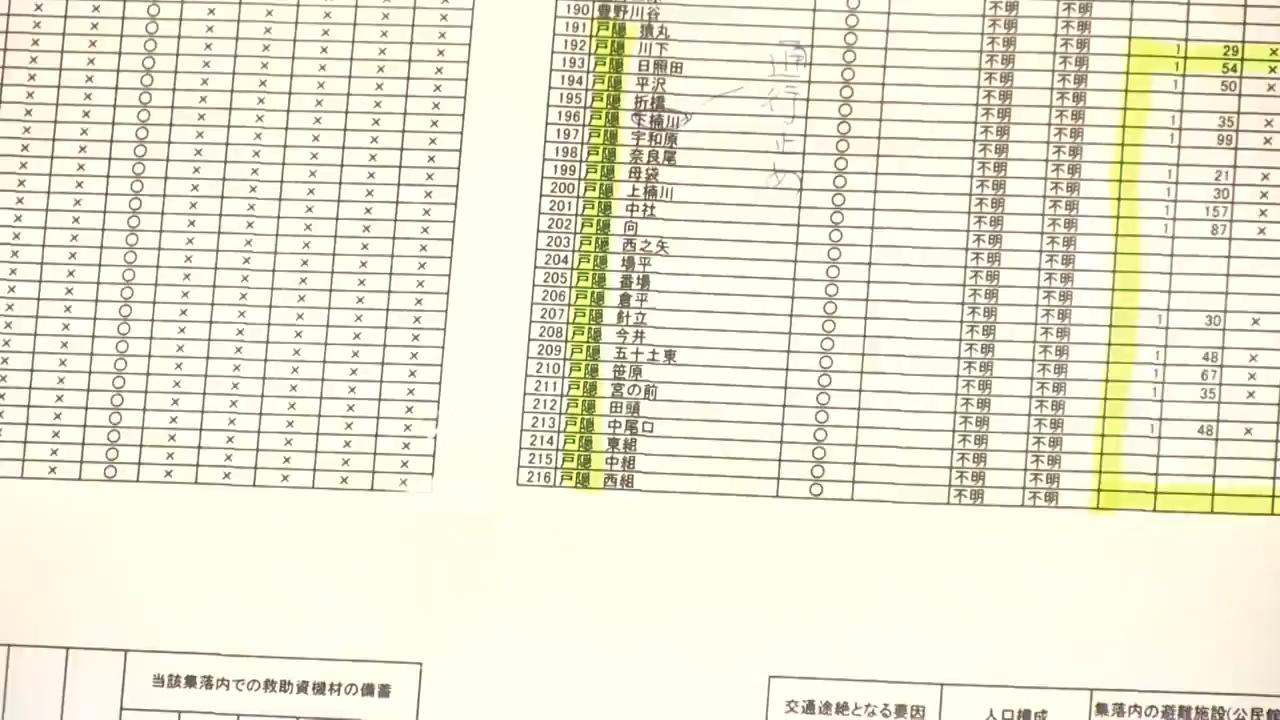 190 豊野川谷 ○ 不明 不明
191 戸隠 猿丸 ○ 不明 不明
192 戸隠 川下 ○ 不明 不明 1 29 ×
193 戸隠 日照田 ○ 不明 不明 1 54 ×
194 戸隠 平沢 ○ 不明 不明 1 50 ×
195 戸隠 折橋 ○ 不明 不明
196 戸隠 下楠川 ○ 不明 不明 1 35 ×
197 戸隠 宇和原 ○ 不明 不明 1 99 ×
198 戸隠 奈良尾 ○ 不明 不明
199 戸隠 母袋 ○ 不明 不明 1 21 ×
200 戸隠 上楠川 ○ 不明 不明 1 30 ×
201 戸隠 中社 ○ 不明 不明 1 157 ×
202 戸隠 向 ○ 不明 不明 1 87 ×
203 戸隠 西之矢 ○ 不明 不明
204 戸隠 場平 ○ 不明 不明
205 戸隠 番場 ○ 不明 不明
206 戸隠 倉平 ○ 不明 不明
207 戸隠 針立 ○ 不明 不明 1 30 ×
208 戸隠 今井 ○ 不明 不明
209 戸隠 五十土東 ○ 不明 不明 1 48 ×
210 戸隠 笹原 ○ 不明 不明 1 67 ×
211 戸隠 宮の前 ○ 不明 不明 1 35 ×
212 戸隠 田頭 ○ 不明 不明
213 戸隠 中尾口 ○ 不明 不明 1 48 ×
214 戸隠 東組 ○ 不明 不明
215 戸隠 中組 ○ 不明 不明
216 戸隠 西組 ○ 不明 不明
通行止め
当該集落内での救助資機材の備蓄
交通途絶となる要因
人口構成
集落内の避難施設(公民館